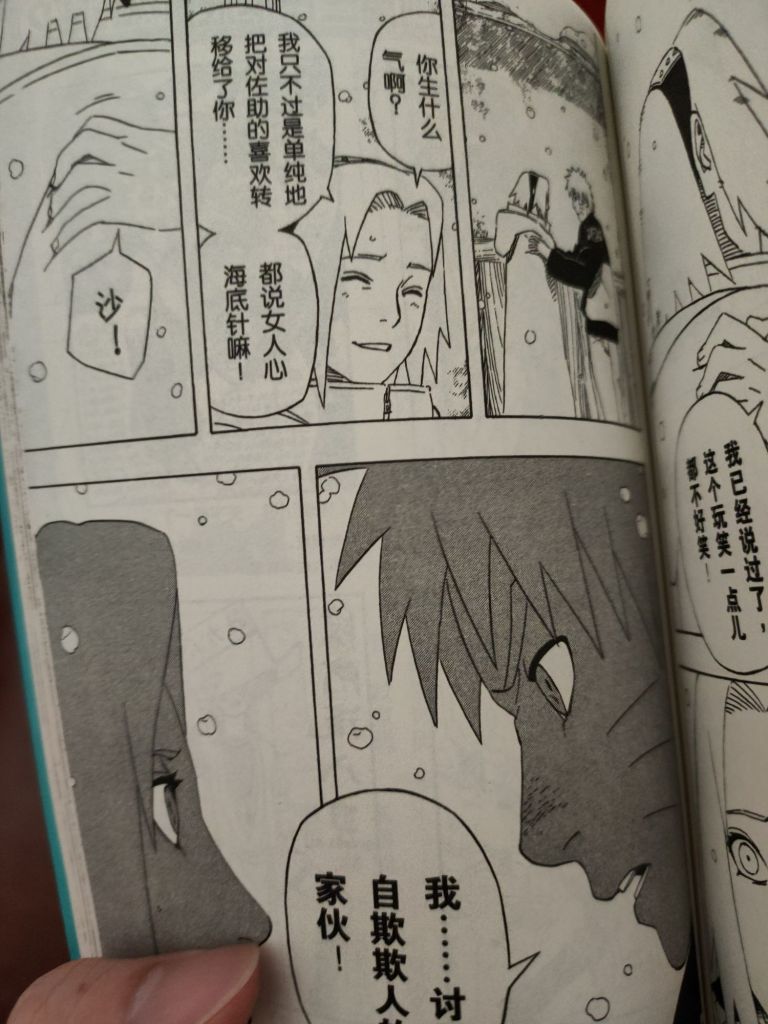 我已经说过了，
这个玩笑一点儿
都不好笑！
你生什么
气啊？
我只不过是单纯地
把对佐助的喜欢转
移给了你……
都说女人心
海底针嘛！
沙！
我……讨
自欺欺人的
家伙！